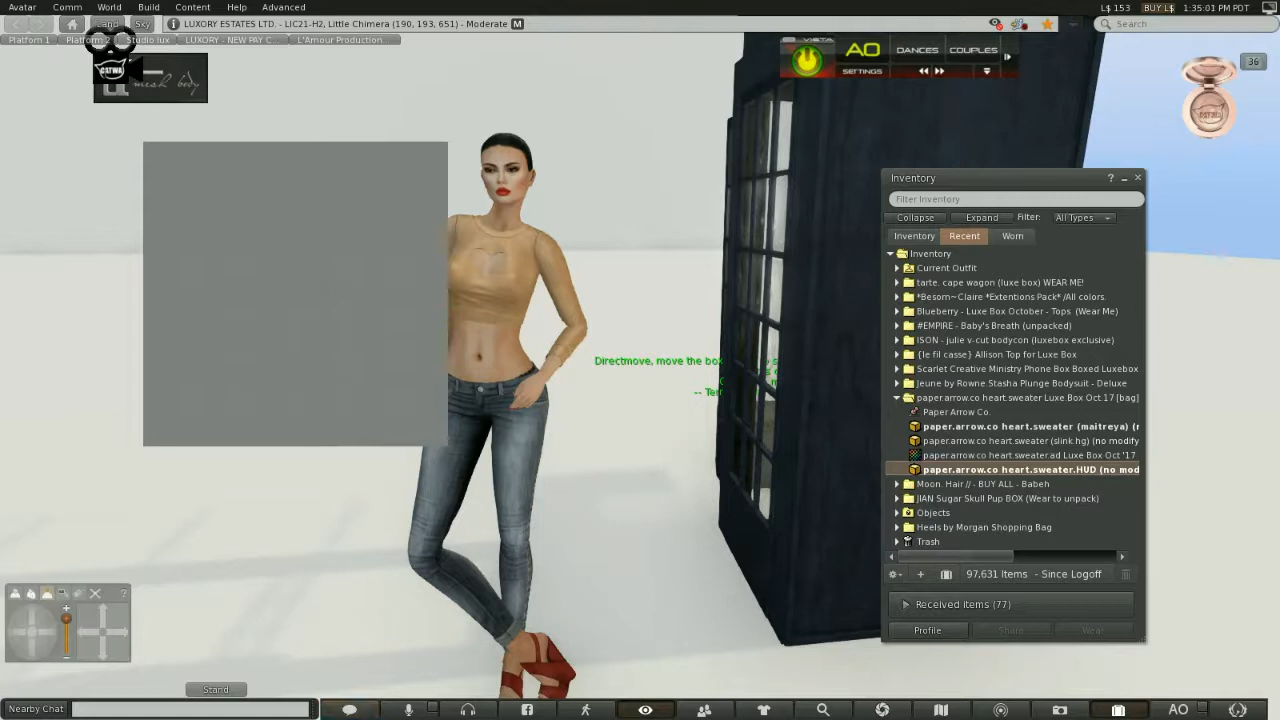 Avatar Comm World Build Content Help Advanced
L$ 153 BUY L$ 1:35:01 PM PDT
Land Sky LUXORY ESTATES LTD. - LIC21-H2, Little Chimera (190, 193, 651) - Moderate M
Search
Platfom 1 Platform 2 Studio lux LUXORY - NEW PAY C L'Amour Production
VISTA
AO DANCES COUPLES
SETTINGS
CATWA
mesh body
36
CATWA
Inventory
Filter Inventory
Collapse Expand Filter: All Types
Inventory Recent Worn
Inventory
Current Outfit
tarte. cape wagon (luxe box) WEAR ME!
*Besom~Claire *Extentions Pack* /All colors.
Blueberry - Luxe Box October - Tops (Wear Me)
#EMPIRE - Baby's Breath (unpacked)
ISON - julie v-cut bodycon (luxebox exclusive)
{le fil casse} Allison Top for Luxe Box
Scarlet Creative Ministry Phone Box Boxed Luxebox
Jeune by Rowne Stasha Plunge Bodysuit - Deluxe
paper.arrow.co heart.sweater Luxe.Box Oct.17 [bag]
Paper Arrow Co.
paper.arrow.co heart.sweater (maitreya) (r
paper.arrow.co heart.sweater (slink.hg) (no modify
paper.arrow.co heart.sweater.ad Luxe Box Oct '17
paper.arrow.co heart.sweater.HUD (no mod
Moon. Hair // - BUY ALL - Babeh
JIAN Sugar Skull Pup BOX (Wear to unpack)
Objects
Heels by Morgan Shopping Bag
Trash
97,631 Items - Since Logoff
Received Items (77)
Profile Share Wear
Directmove, move the box
Stand
Nearby Chat
AO